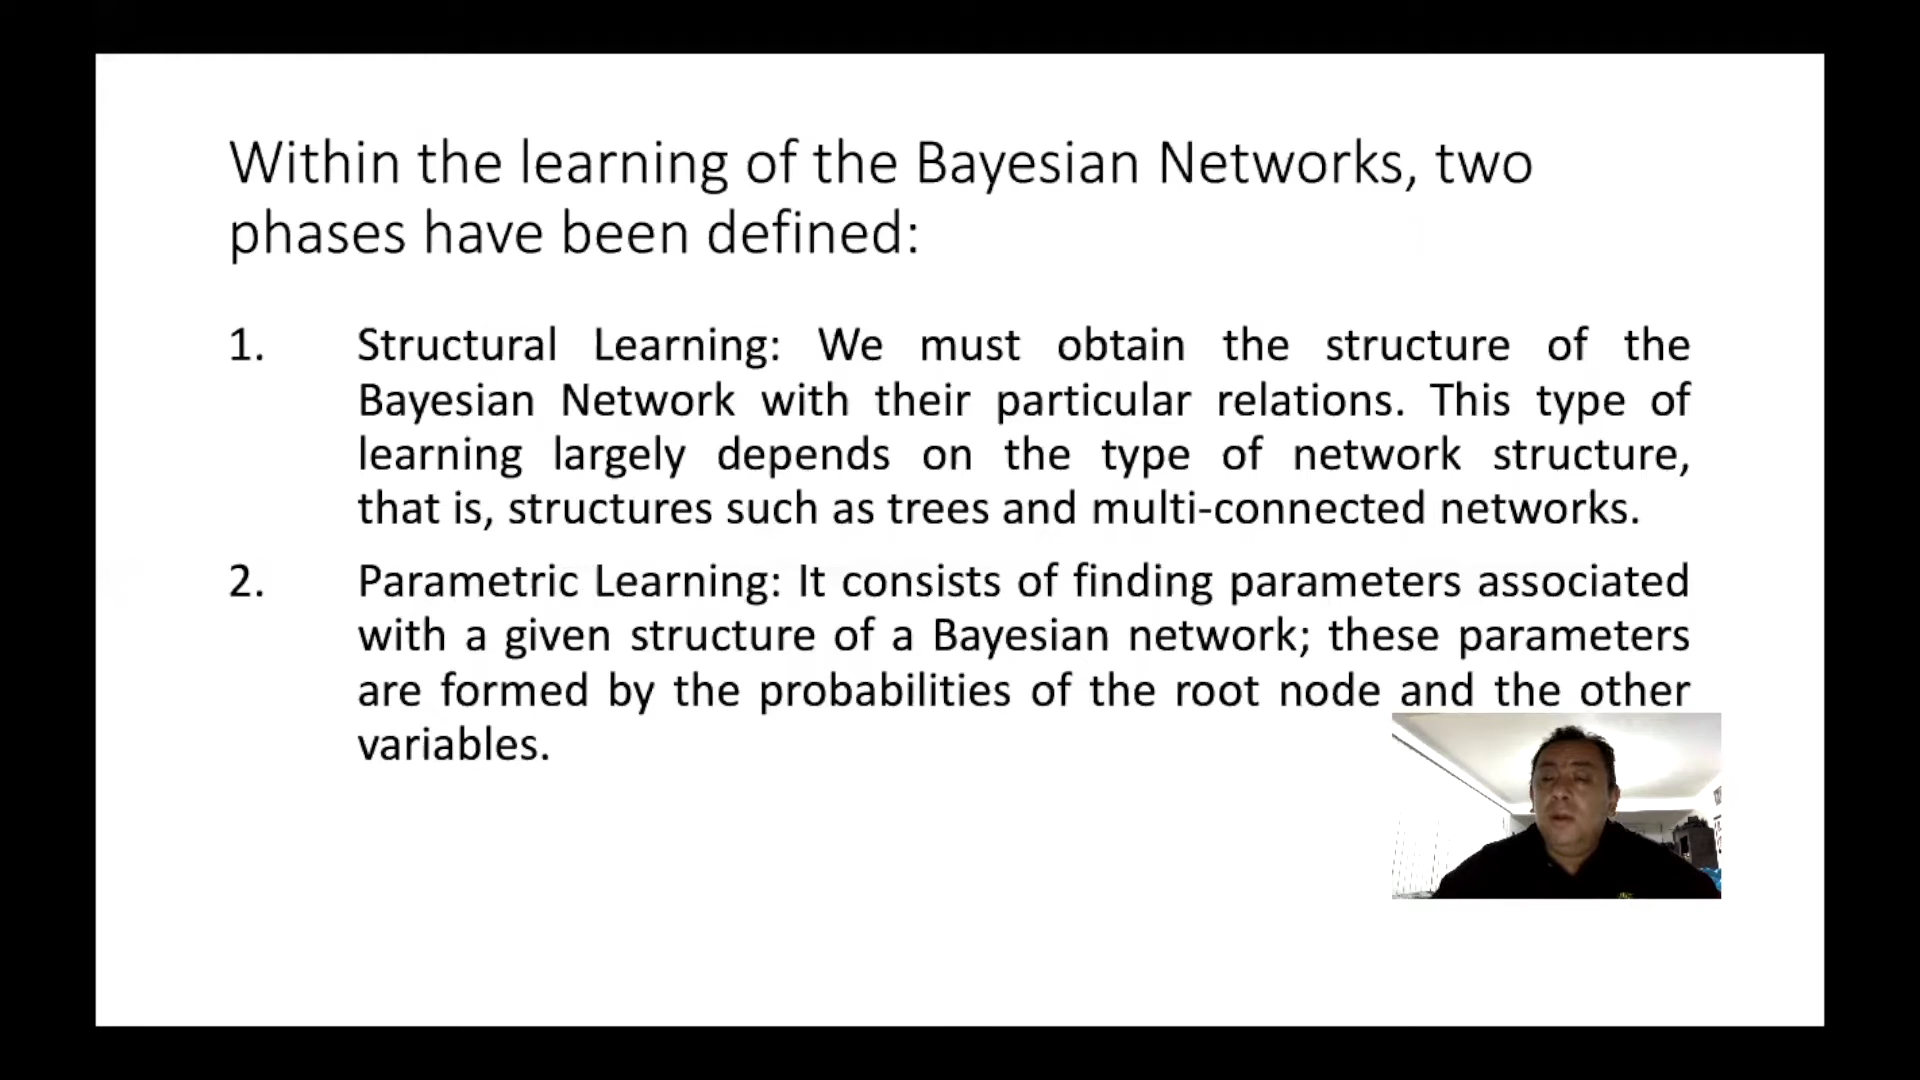 Within the learning of the Bayesian Networks, two
phases have been defined:
1. Structural Learning: We must obtain the structure of the
Bayesian Network with their particular relations. This type of
learning largely depends on the type of network structure,
that is, structures such as trees and multi-connected networks.
2. Parametric Learning: It consists of finding parameters associated
with a given structure of a Bayesian network; these parameters
are formed by the probabilities of the root node and the other
variables.